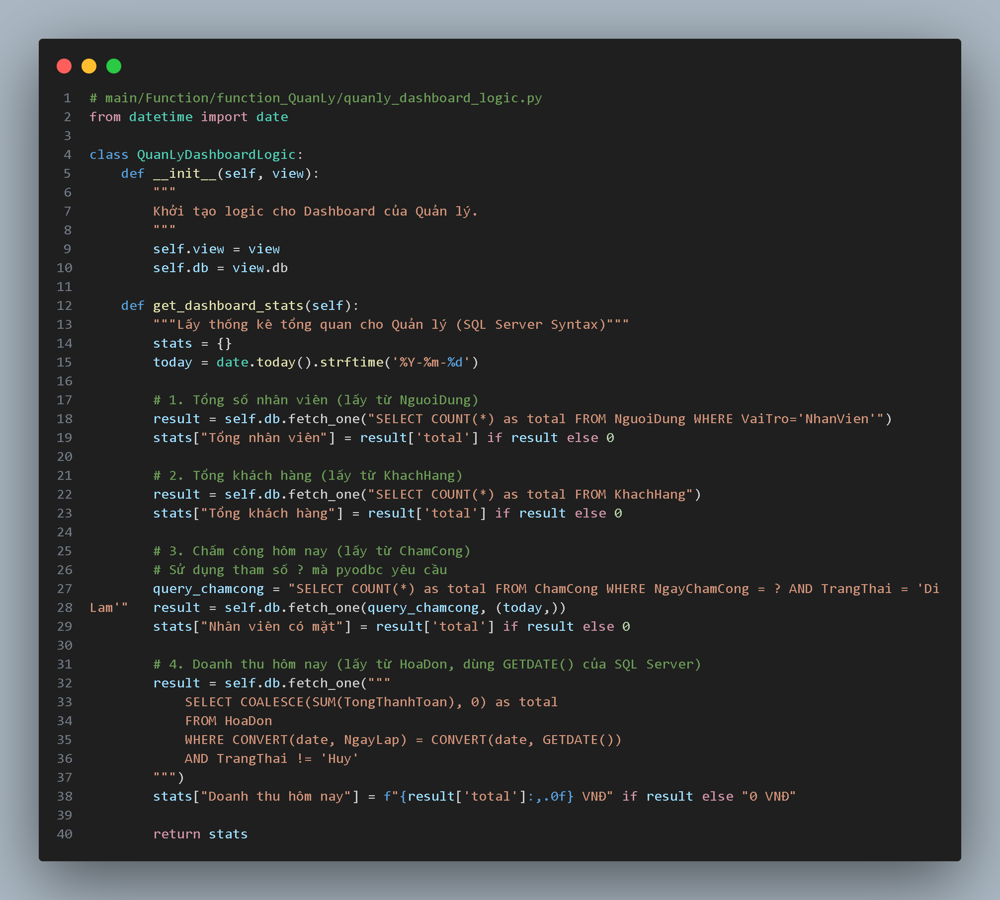 1 # main/Function/function_QuanLy/quanly_dashboard_logic.py
2 from datetime import date
3
4 class QuanLyDashboardLogic:
5     def __init__(self, view):
6         """
7         Khởi tạo logic cho Dashboard của Quản lý.
8         """
9         self.view = view
10         self.db = view.db
11
12     def get_dashboard_stats(self):
13         """Lấy thống kê tổng quan cho Quản lý (SQL Server Syntax)"""
14         stats = {}
15         today = date.today().strftime('%Y-%m-%d')
16
17         # 1. Tổng số nhân viên (lấy từ NguoiDung)
18         result = self.db.fetch_one("SELECT COUNT(*) as total FROM NguoiDung WHERE VaiTro='NhanVien'")
19         stats["Tổng nhân viên"] = result['total'] if result else 0
20
21         # 2. Tổng khách hàng (lấy từ KhachHang)
22         result = self.db.fetch_one("SELECT COUNT(*) as total FROM KhachHang")
23         stats["Tổng khách hàng"] = result['total'] if result else 0
24
25         # 3. Chấm công hôm nay (lấy từ ChamCong)
26         # Sử dụng tham số ? mà pyodbc yêu cầu
27         query_chamcong = "SELECT COUNT(*) as total FROM ChamCong WHERE NgayChamCong = ? AND TrangThai = 'Di
28 Lam'"   result = self.db.fetch_one(query_chamcong, (today,))
29         stats["Nhân viên có mặt"] = result['total'] if result else 0
30
31         # 4. Doanh thu hôm nay (lấy từ HoaDon, dùng GETDATE() của SQL Server)
32         result = self.db.fetch_one("""
33             SELECT COALESCE(SUM(TongThanhToan), 0) as total
34             FROM HoaDon
35             WHERE CONVERT(date, NgayLap) = CONVERT(date, GETDATE())
36             AND TrangThai != 'Huy'
37         """)
38         stats["Doanh thu hôm nay"] = f"{result['total']:,.0f} VNĐ" if result else "0 VNĐ"
39
40         return stats